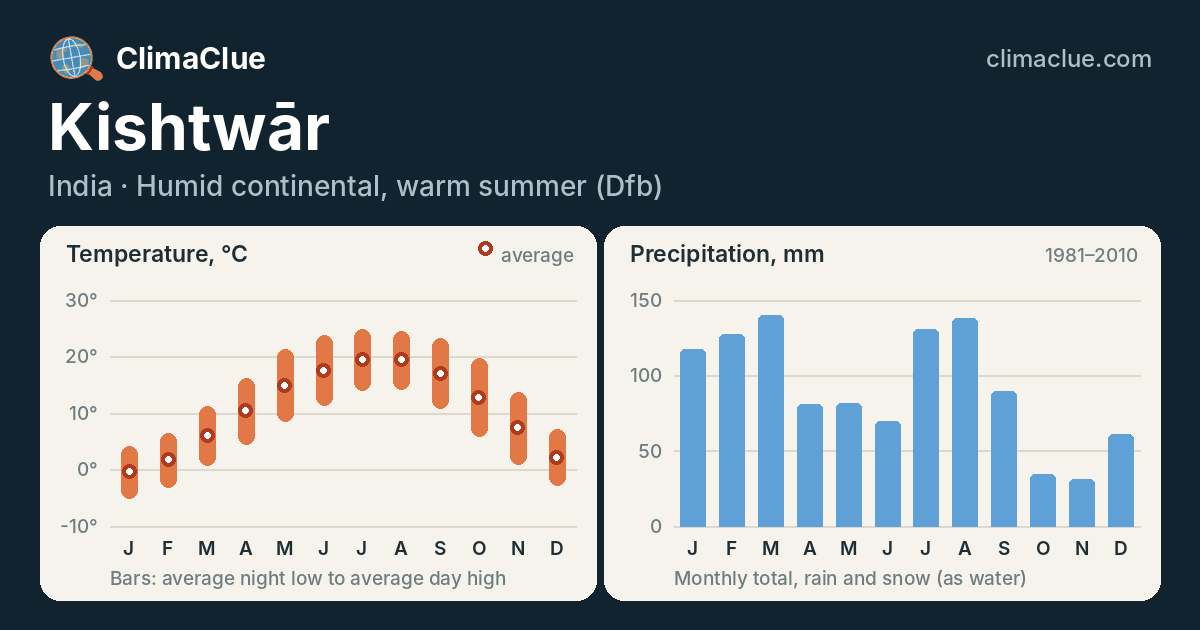 ClimaClue
climaclue.com
Kishtwār
India · Humid continental, warm summer (Dfb)
Temperature, °C
average
30°
20°
10°
0°
-10°
J F M A M J J A S O N D
Bars: average night low to average day high
Precipitation, mm
1981–2010
150
100
50
0
J F M A M J J A S O N D
Monthly total, rain and snow (as water)